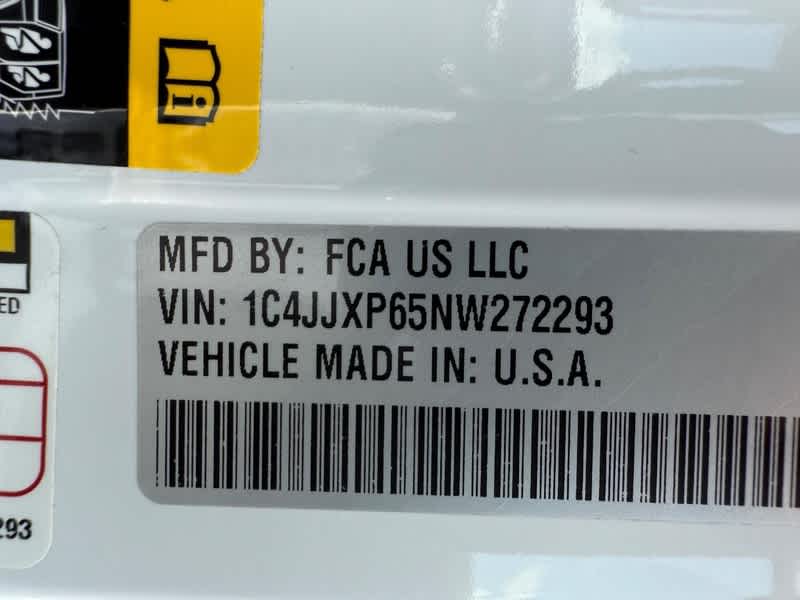 MFD BY: FCA US LLC
VIN: 1C4JJXP65NW272293
VEHICLE MADE IN: U.S.A.
ED
293